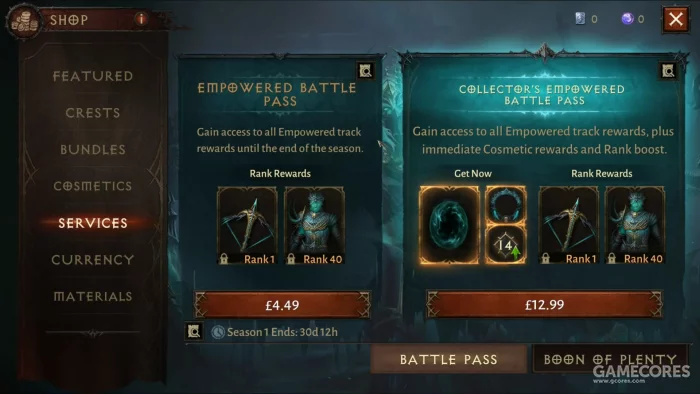 SHOP
i
0
0
FEATURED
CRESTS
BUNDLES
COSMETICS
SERVICES
CURRENCY
MATERIALS
EMPOWERED BATTLE
PASS
Gain access to all Empowered track
rewards until the end of the season.
Rank Rewards
Rank 1
Rank 40
£4.49
COLLECTOR'S EMPOWERED
BATTLE PASS
Gain access to all Empowered track rewards, plus
immediate Cosmetic rewards and Rank boost.
Get Now
Rank Rewards
14
Rank 1
Rank 40
£12.99
Season 1 Ends: 30d 12h
BATTLE PASS
BOON OF PLENTY
GAMECORES
www.gcores.com